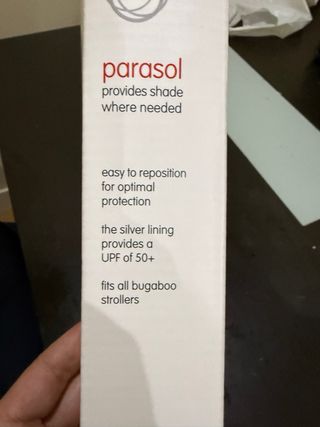 parasol
provides shade
where needed
easy to reposition
for optimal
protection
the silver lining
provides a
UPF of 50+
fits all bugaboo
strollers